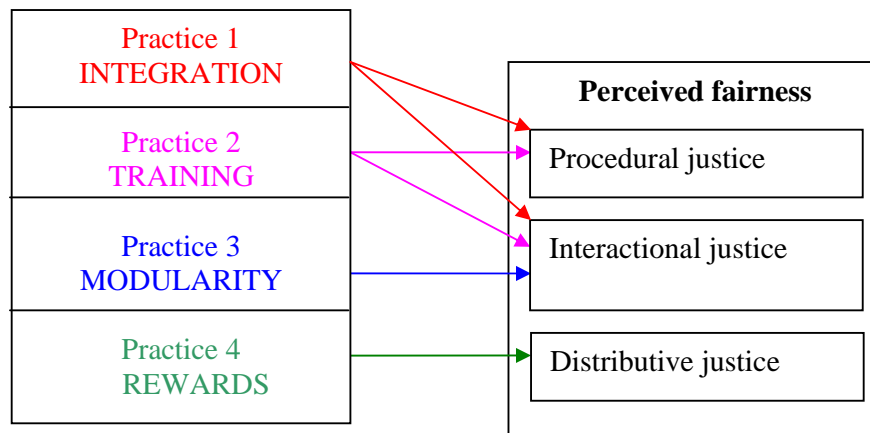 Practice 1
INTEGRATION
Practice 2
TRAINING
Practice 3
MODULARITY
Practice 4
REWARDS
Perceived fairness
Procedural justice
Interactional justice
Distributive justice